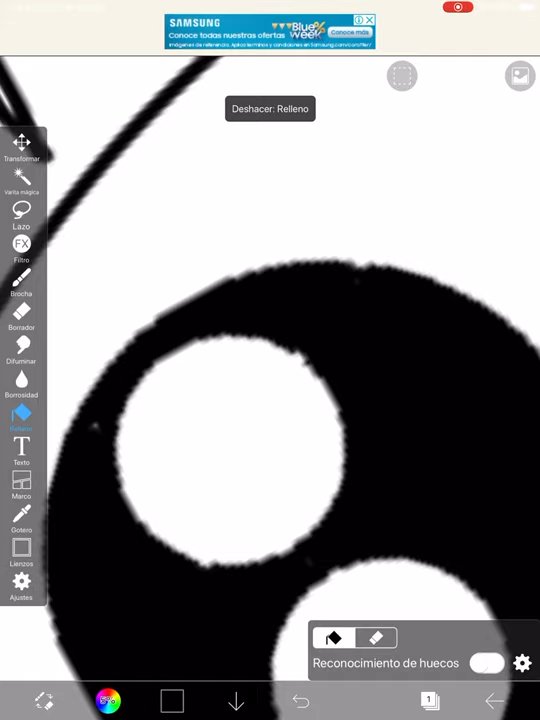 SAMSUNG
Conoce todas nuestras ofertas
Blue%
Week
Conoce más
Deshacer: Relleno
Transformar
Varita mágica
Lazo
FX
Filtro
Brocha
Borrador
Difuminar
Borrosidad
Relleno
T
Texto
Marco
Gotero
Lienzos
Ajustes
Reconocimiento de huecos
1